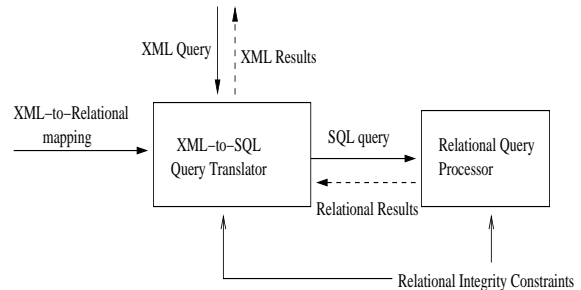 XML Query
XML Results
XML-to-Relational
mapping
XML-to-SQL
Query Translator
SQL query
Relational Results
Relational Query
Processor
Relational Integrity Constraints